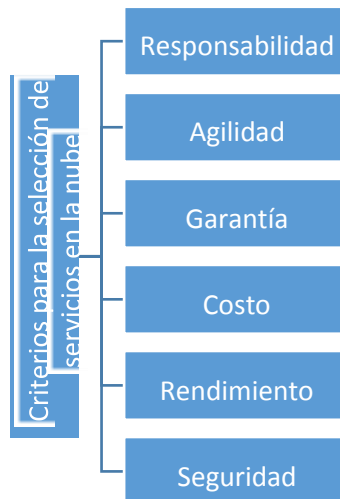 Criterios para la selección de
servicios en la nube
Responsabilidad
Agilidad
Garantía
Costo
Rendimiento
Seguridad